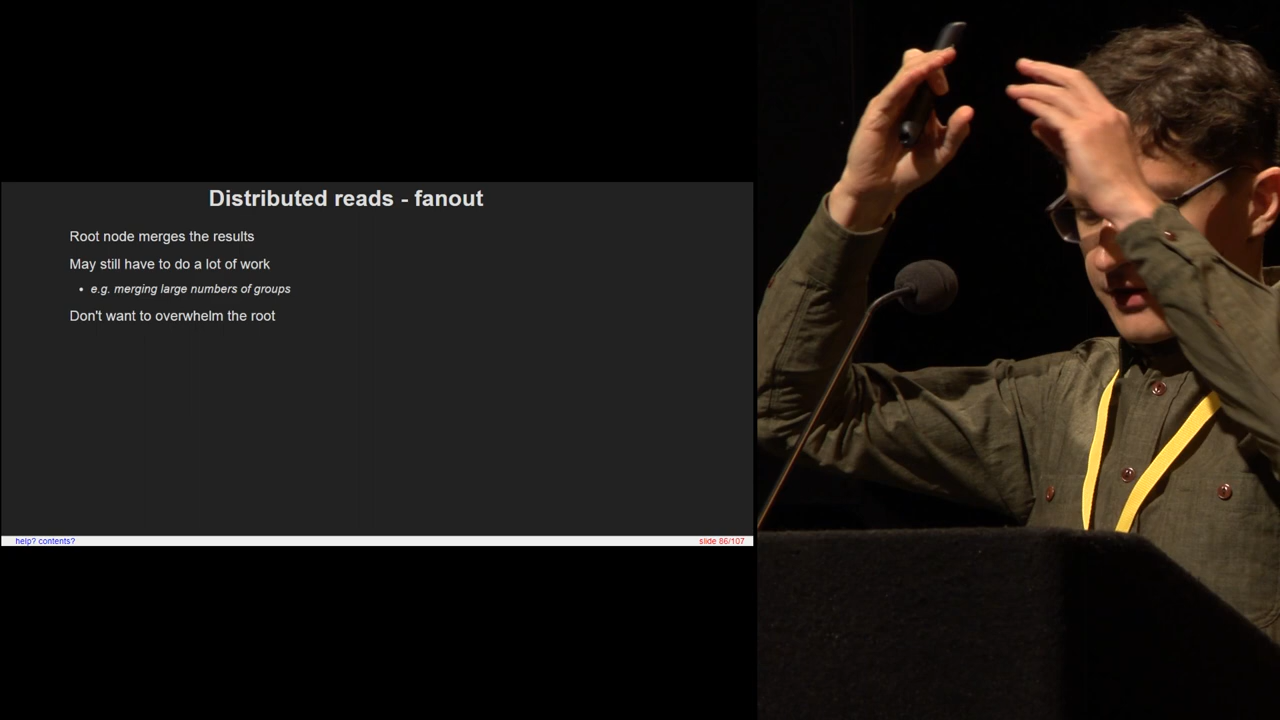 Distributed reads - fanout
Root node merges the results
May still have to do a lot of work
• e.g. merging large numbers of groups
Don't want to overwhelm the root
help? contents?
slide 86/107